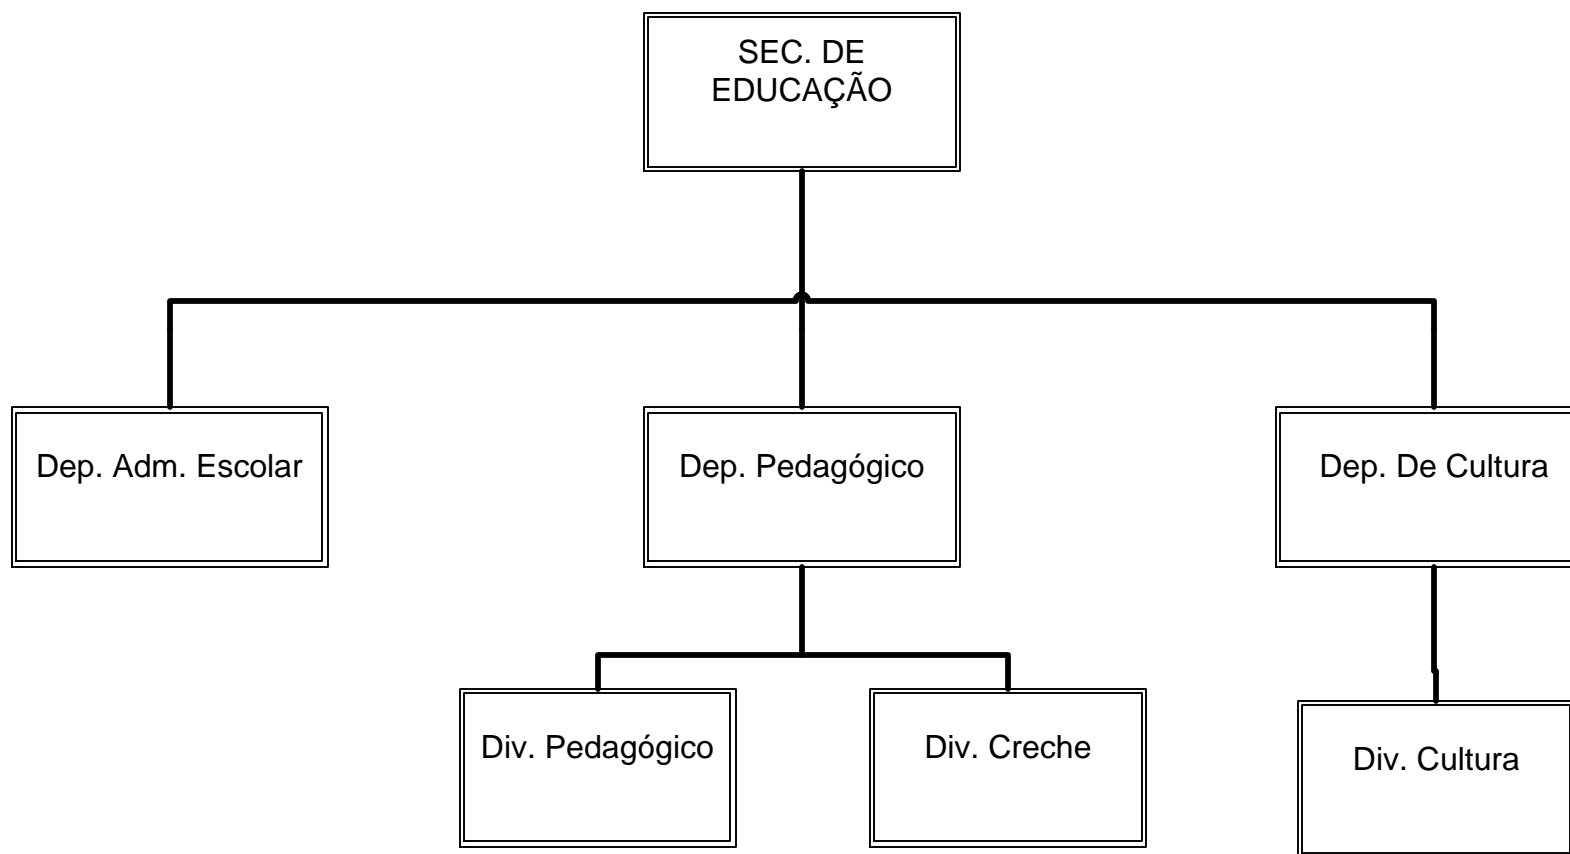 SEC. DE
EDUCAÇÃO
Dep. Adm. Escolar
Dep. Pedagógico
Dep. De Cultura
Div. Pedagógico
Div. Creche
Div. Cultura